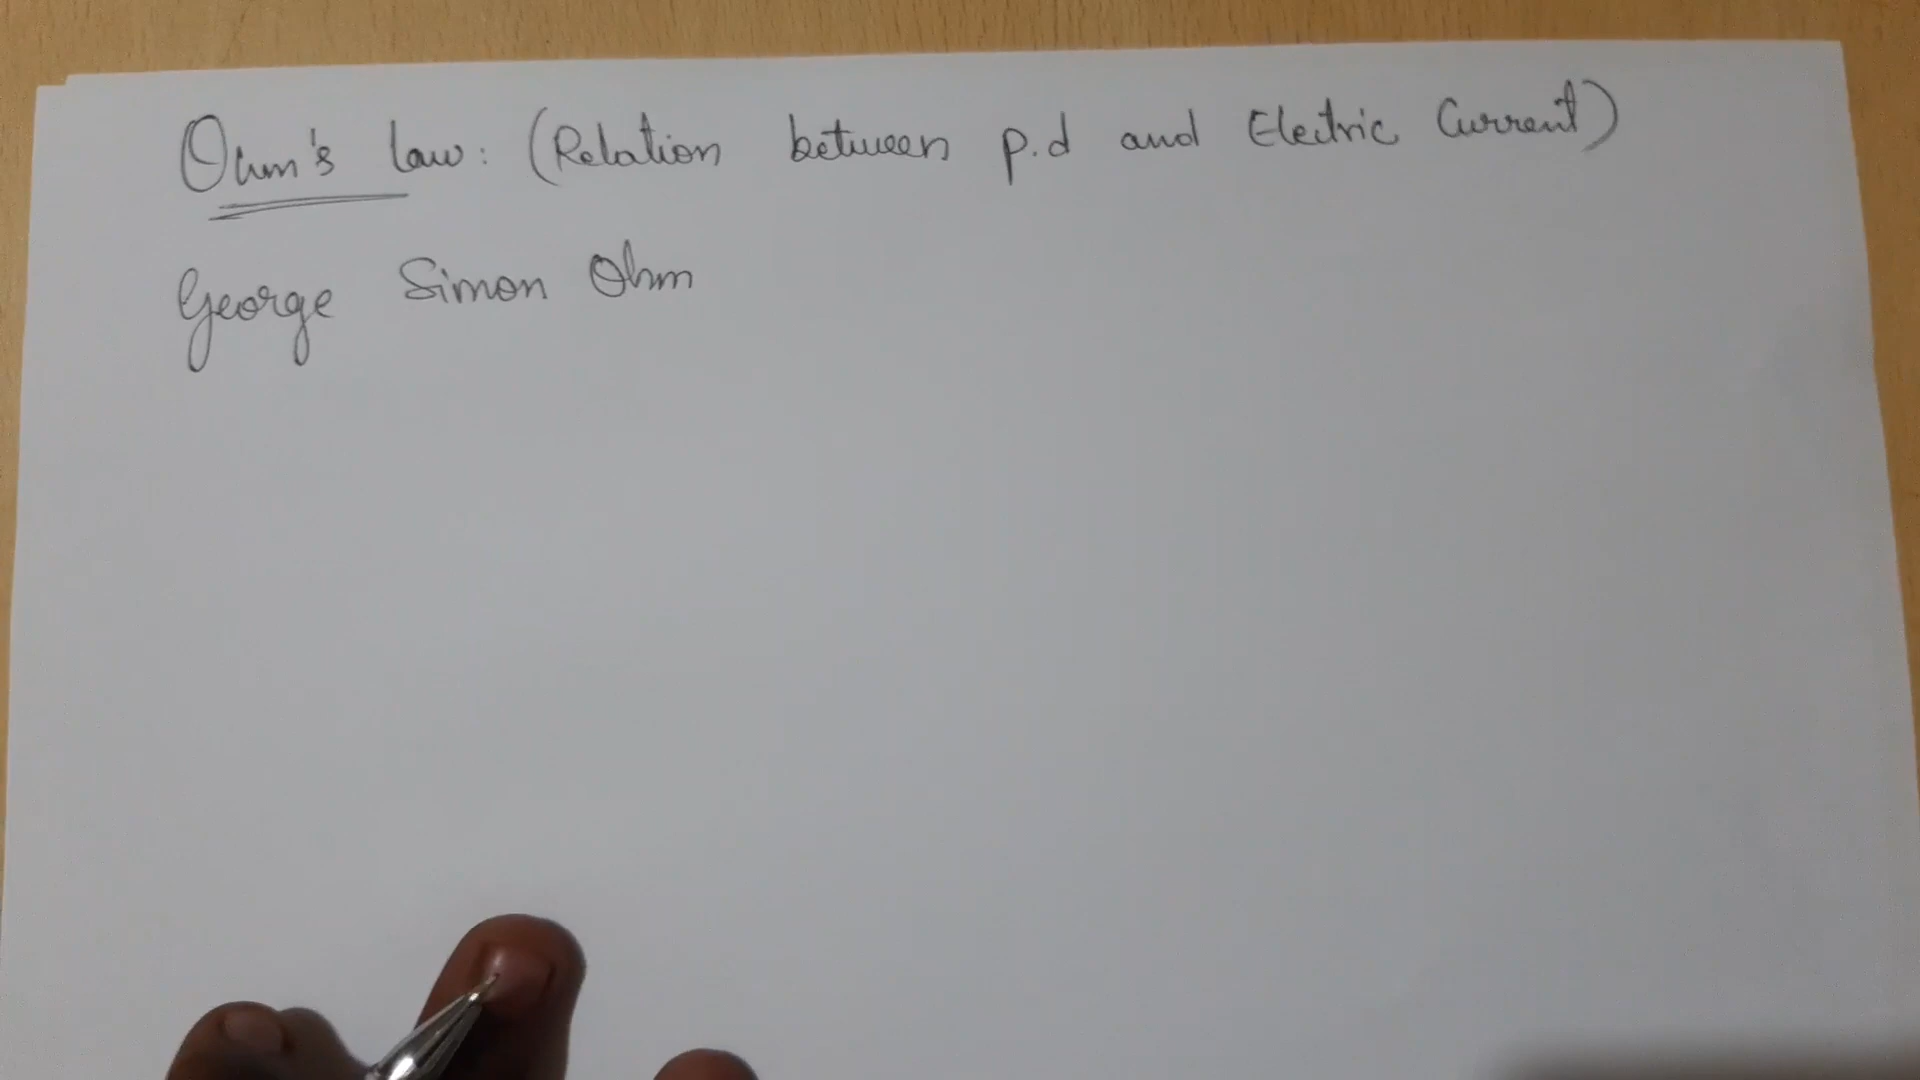 Ohm's law: (Relation between p.d and Electric Current)
George Simon Ohm